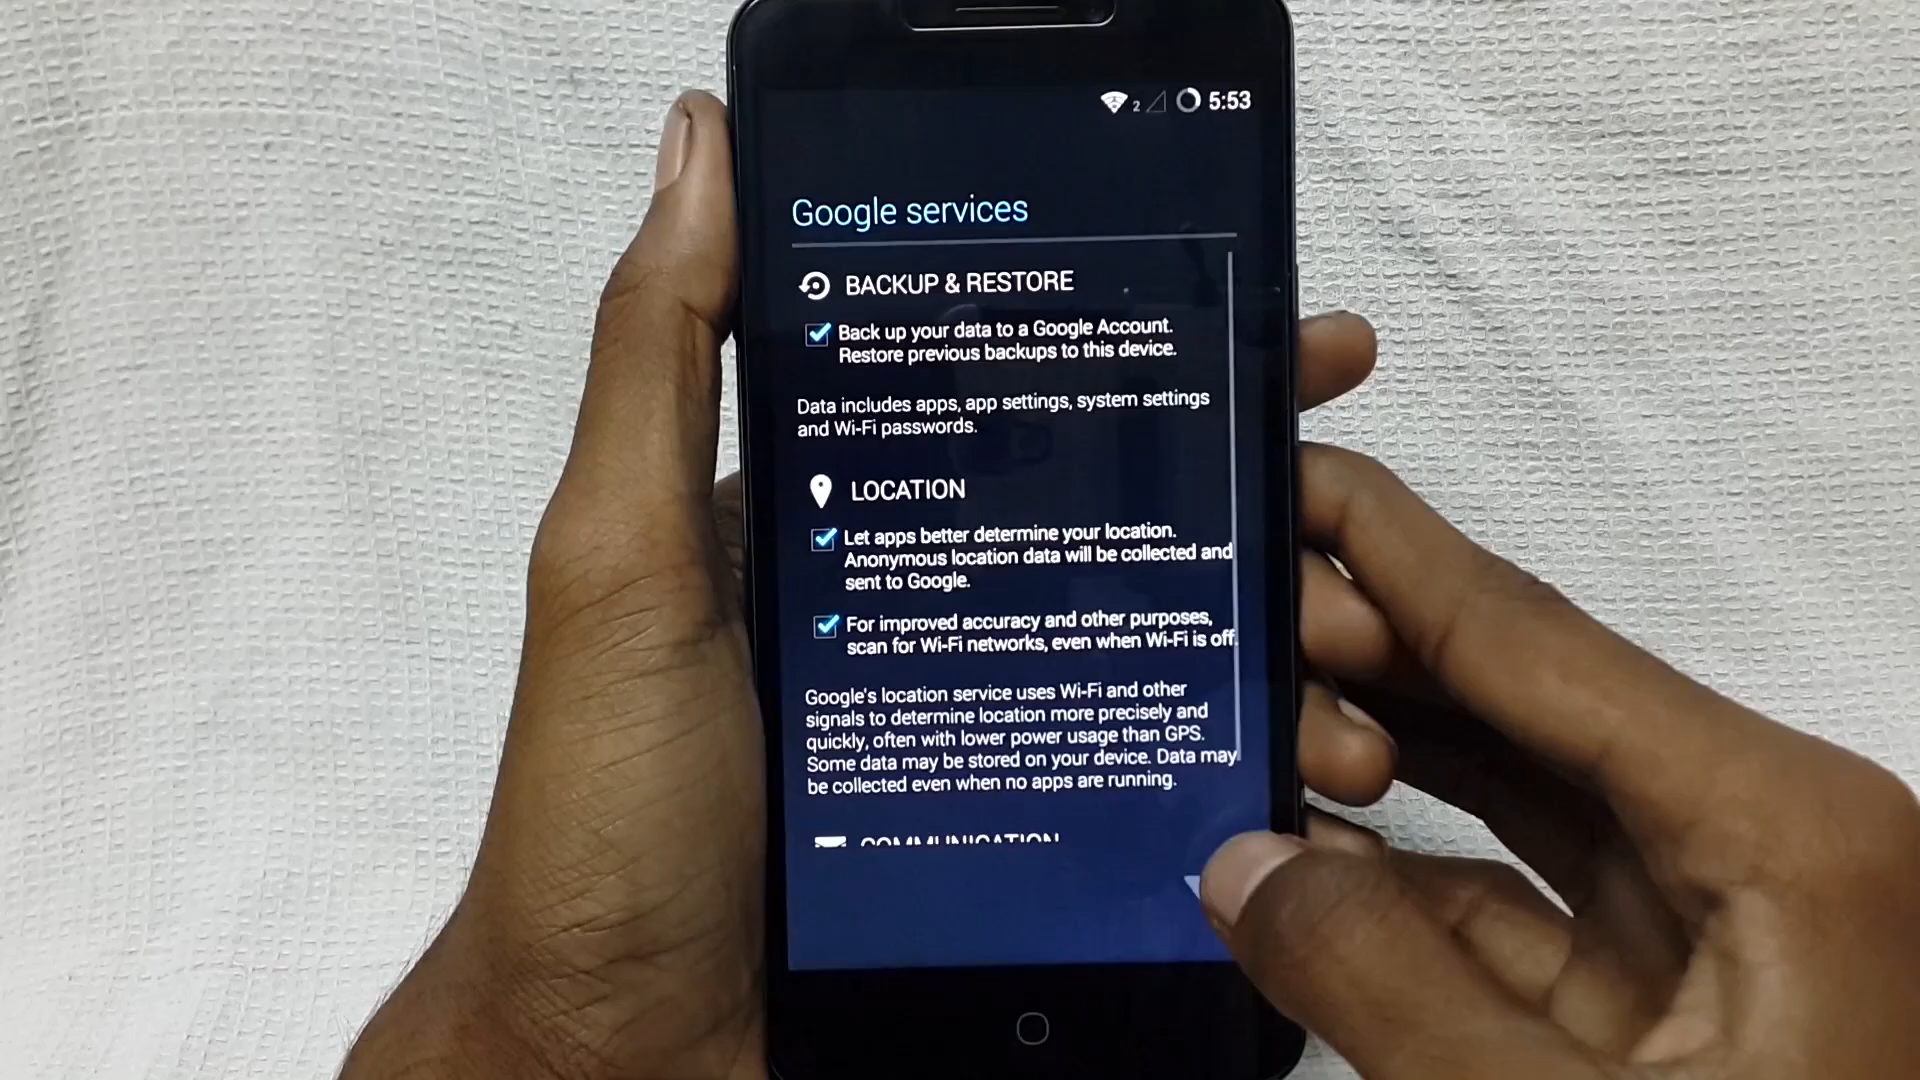 2 5:53
Google services
BACKUP & RESTORE
Back up your data to a Google Account.
Restore previous backups to this device.
Data includes apps, app settings, system settings
and Wi-Fi passwords.
LOCATION
Let apps better determine your location.
Anonymous location data will be collected and
sent to Google.
For improved accuracy and other purposes,
scan for Wi-Fi networks, even when Wi-Fi is off.
Google's location service uses Wi-Fi and other
signals to determine location more precisely and
quickly, often with lower power usage than GPS.
Some data may be stored on your device. Data may
be collected even when no apps are running.
COMMUNICATION